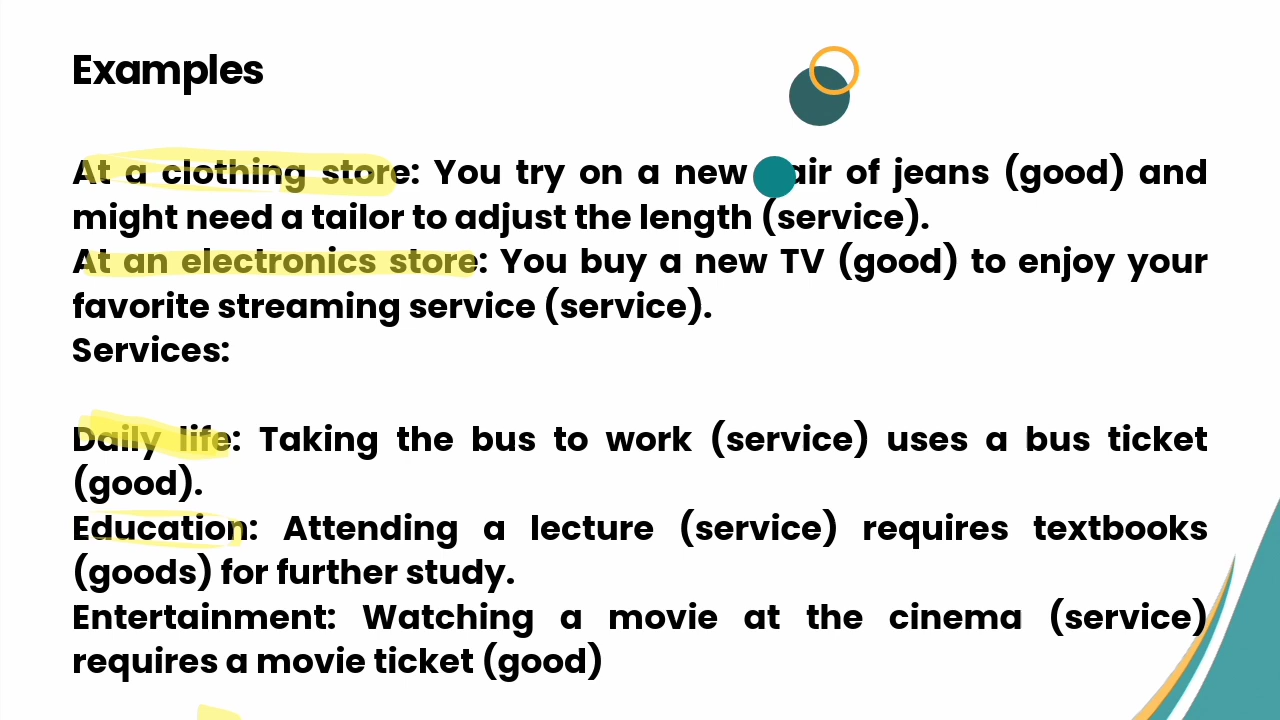 Examples
At a clothing store: You try on a new pair of jeans (good) and
might need a tailor to adjust the length (service).
At an electronics store: You buy a new TV (good) to enjoy your
favorite streaming service (service).
Services:
Daily life: Taking the bus to work (service) uses a bus ticket
(good).
Education: Attending a lecture (service) requires textbooks
(goods) for further study.
Entertainment: Watching a movie at the cinema (service)
requires a movie ticket (good)